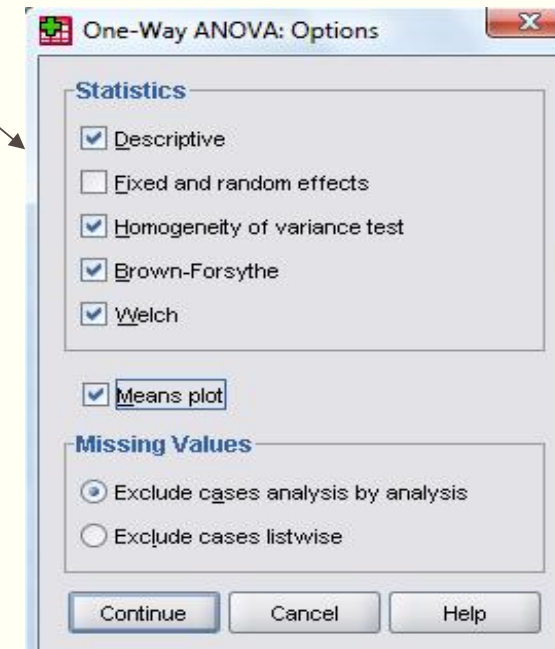 One-Way ANOVA: Options
Statistics
Descriptive
Fixed and random effects
Homogeneity of variance test
Brown-Forsythe
Welch
Means plot
Missing Values
Exclude cases analysis by analysis
Exclude cases listwise
Continue Cancel Help